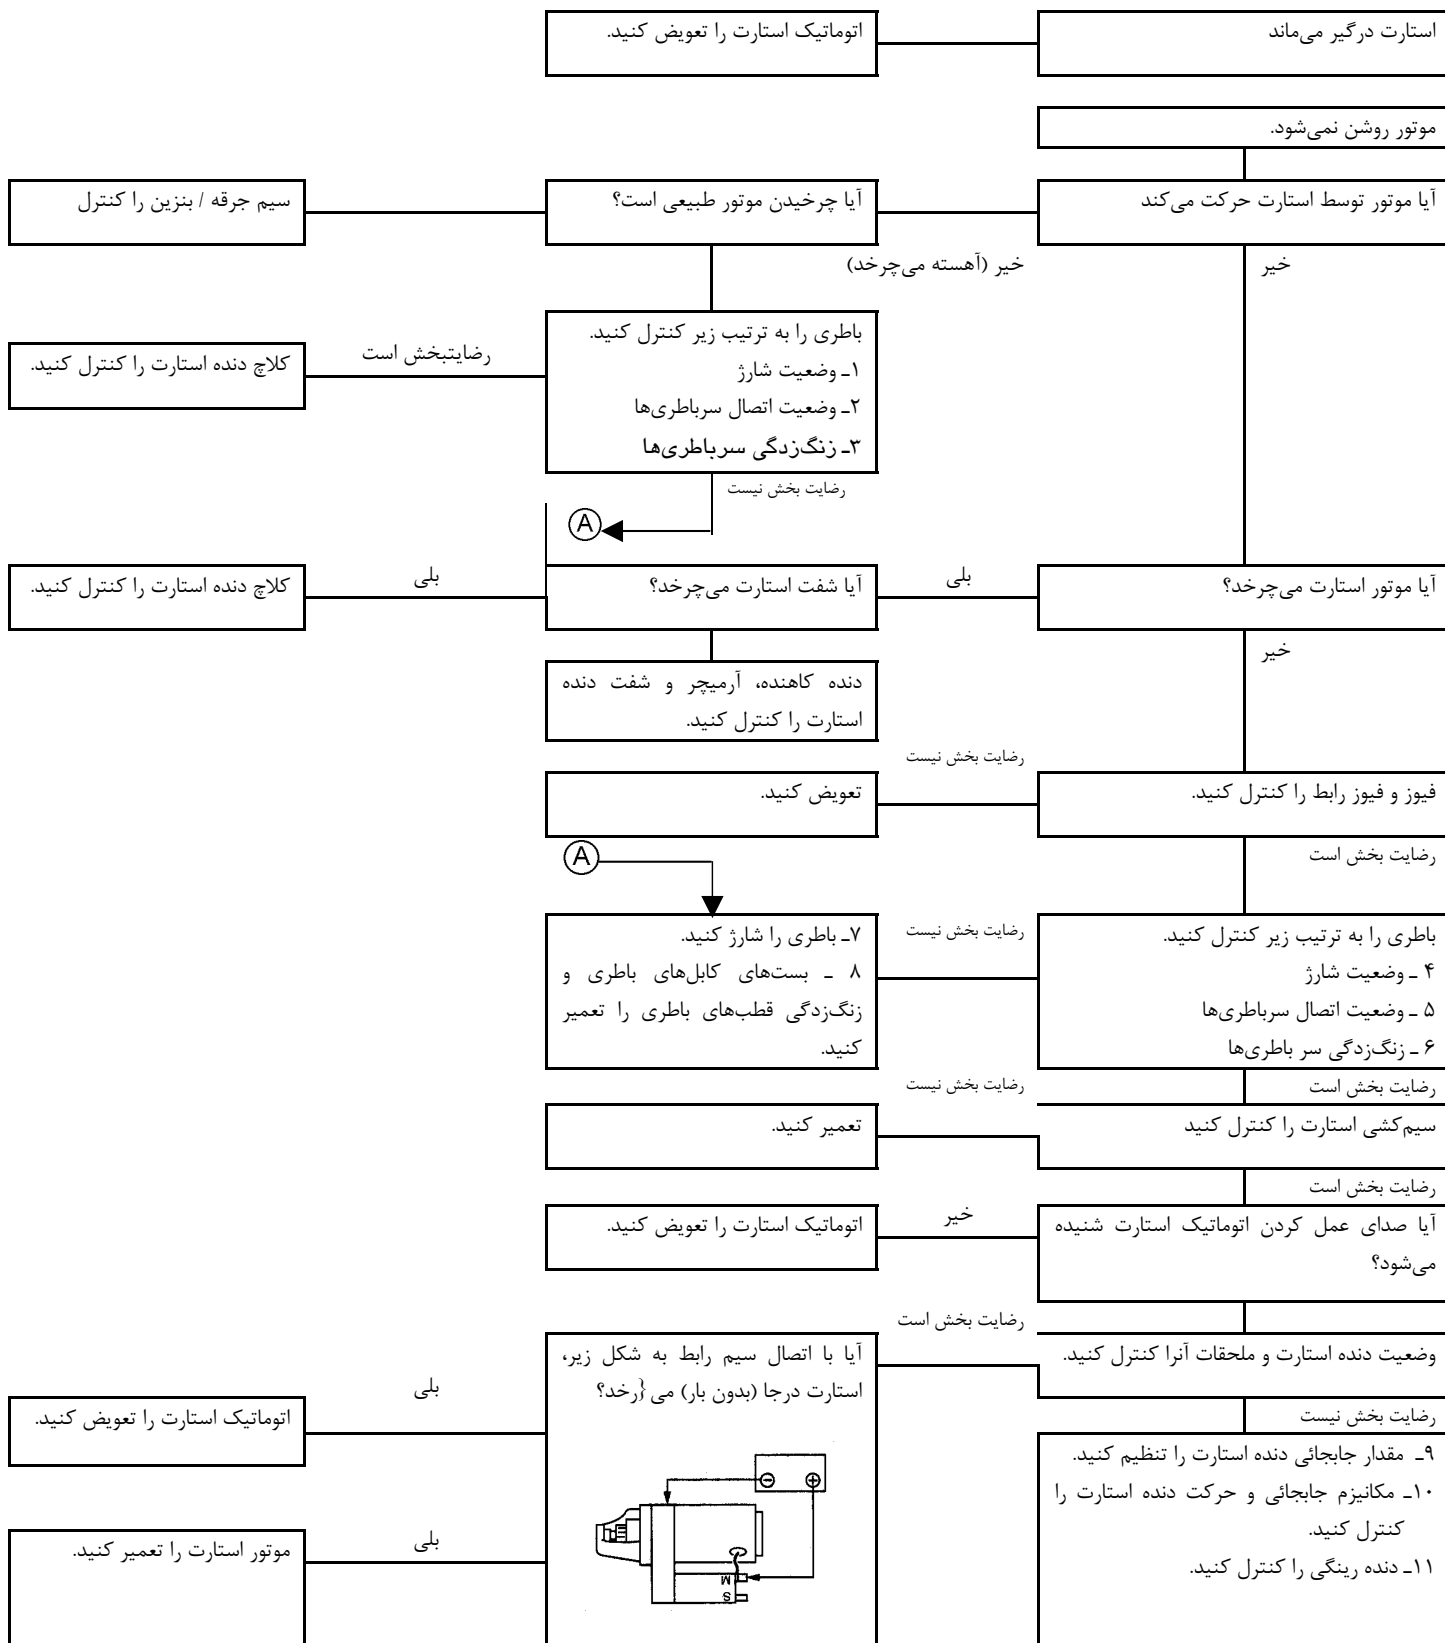 استارت درگیر می‌ماند
اتوماتیک استارت را تعویض کنید.
موتور روشن نمی‌شود.
آیا موتور توسط استارت حرکت می‌کند
آیا چرخیدن موتور طبیعی است؟
سیم جرقه / بنزین را کنترل
خیر
خیر (آهسته می‌چرخد)
باطری را به ترتیب زیر کنترل کنید.
۱ـ وضعیت شارژ
۲ـ وضعیت اتصال سرباطری‌ها
۳ـ زنگ‌زدگی سرباطری‌ها
رضایتبخش است
کلاچ دنده استارت را کنترل کنید.
رضایت بخش نیست
A
آیا موتور استارت می‌چرخد؟
بلی
آیا شفت استارت می‌چرخد؟
بلی
کلاچ دنده استارت را کنترل کنید.
خیر
دنده کاهنده، آرمیچر و شفت دنده
استارت را کنترل کنید.
رضایت بخش نیست
فیوز و فیوز رابط را کنترل کنید.
تعویض کنید.
رضایت بخش است
A
باطری را به ترتیب زیر کنترل کنید.
۴ ـ وضعیت شارژ
۵ ـ وضعیت اتصال سرباطری‌ها
۶ ـ زنگ‌زدگی سر باطری‌ها
رضایت بخش نیست
۷ـ باطری را شارژ کنید.
۸ ـ بست‌های کابل‌های باطری و
زنگ‌زدگی قطب‌های باطری را تعمیر
کنید.
رضایت بخش است
رضایت بخش نیست
سیم‌کشی استارت را کنترل کنید
تعمیر کنید.
رضایت بخش است
آیا صدای عمل کردن اتوماتیک استارت شنیده
می‌شود؟
خیر
اتوماتیک استارت را تعویض کنید.
رضایت بخش است
وضعیت دنده استارت و ملحقات آنرا کنترل کنید.
آیا با اتصال سیم رابط به شکل زیر،
استارت درجا (بدون بار) می }رخد؟
بلی
اتوماتیک استارت را تعویض کنید.
رضایت بخش نیست
۹ـ مقدار جابجائی دنده استارت را تنظیم کنید.
۱۰ـ مکانیزم جابجائی و حرکت دنده استارت را
کنترل کنید.
۱۱ـ دنده رینگی را کنترل کنید.
M
S
بلی
موتور استارت را تعمیر کنید.